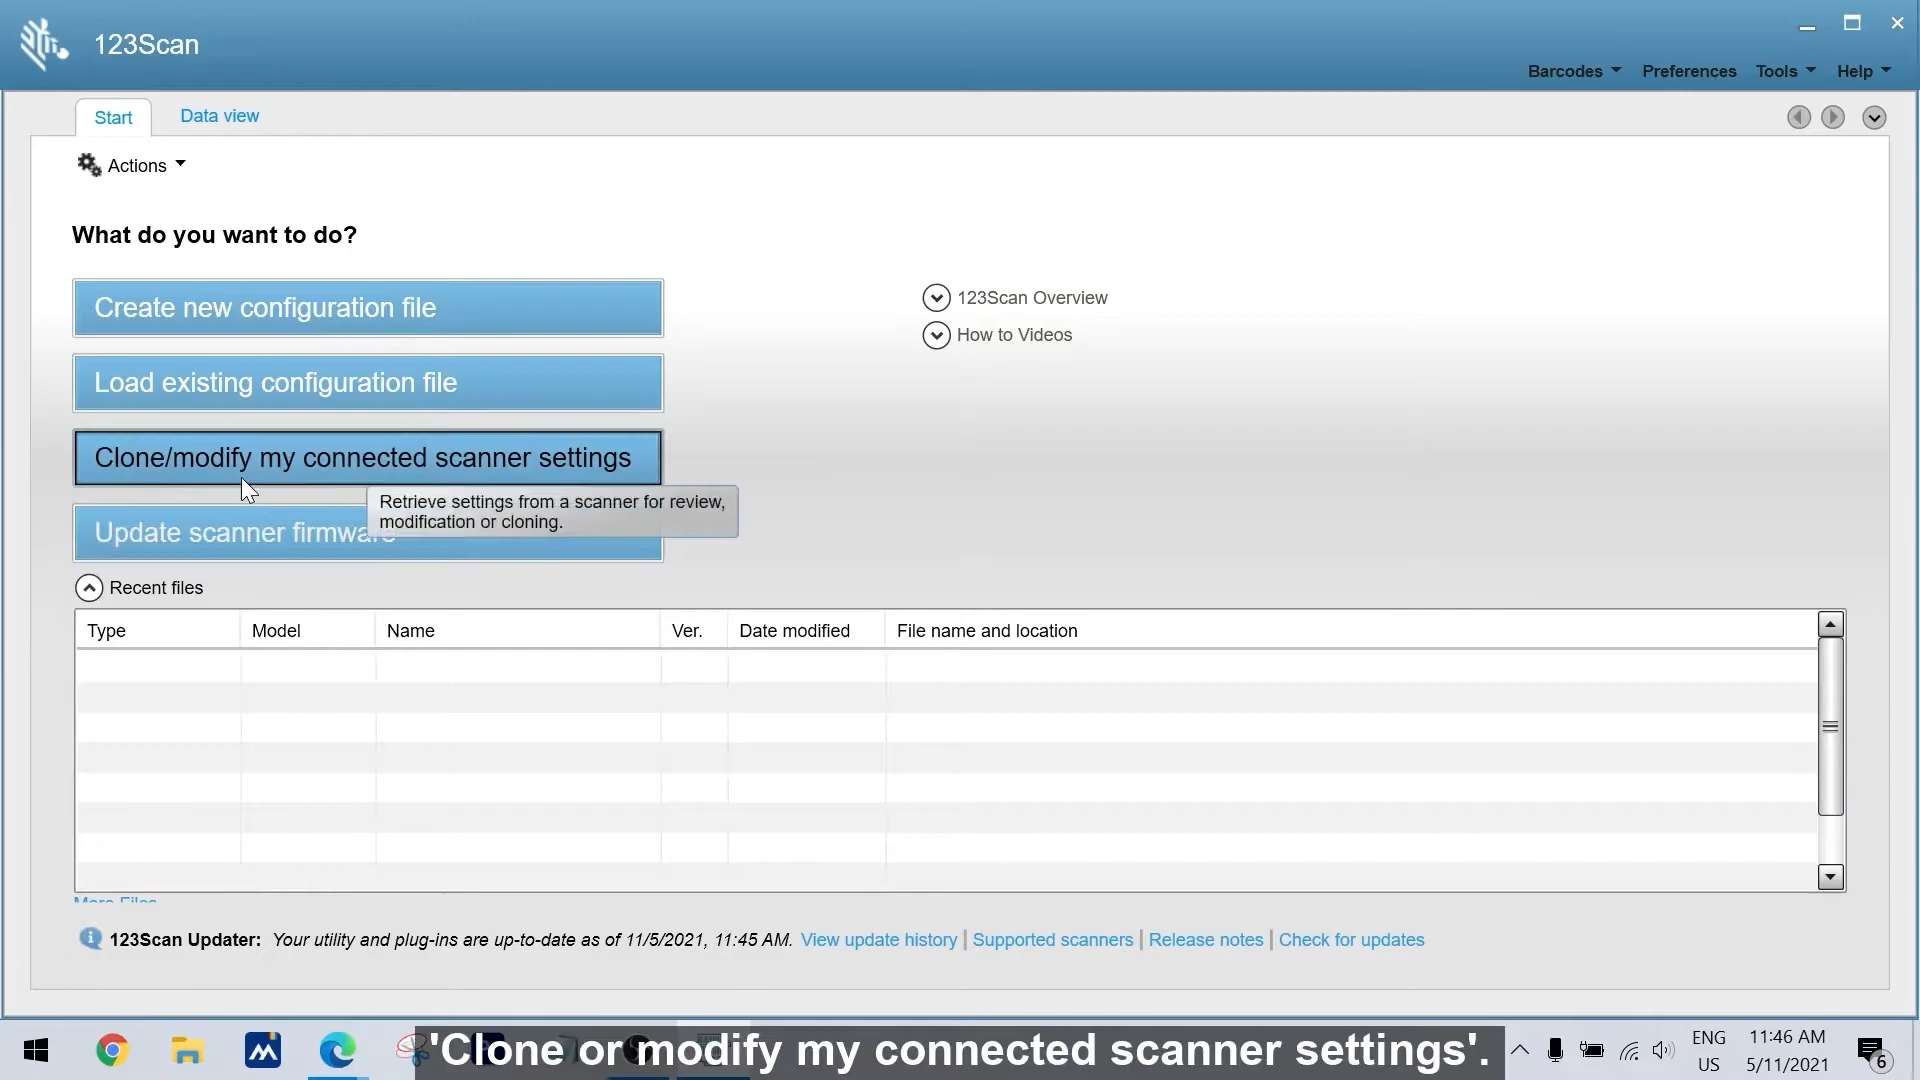 123Scan
Barcodes Preferences Tools Help
Start Data view
Actions
What do you want to do?
Create new configuration file
Load existing configuration file
Clone/modify my connected scanner settings
Retrieve settings from a scanner for review,
modification or cloning.
Update scanner firmware
123Scan Overview
How to Videos
Recent files
Type Model Name Ver. Date modified File name and location
More Files
123Scan Updater: Your utility and plug-ins are up-to-date as of 11/5/2021, 11:45 AM. View update history | Supported scanners | Release notes | Check for updates
'Clone or modify my connected scanner settings'.
ENG
US
11:46 AM
5/11/2021
6